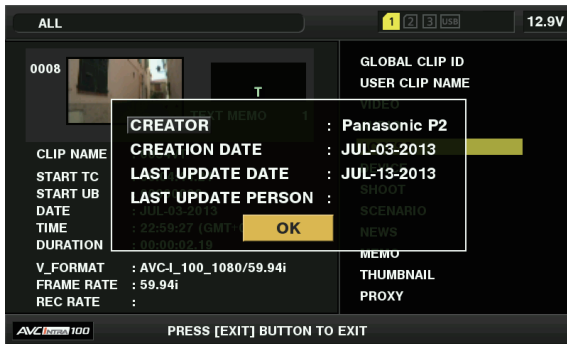 ALL
1 2 3 USB
12.9V
0008
T
TEXT MEMO 1
GLOBAL CLIP ID
USER CLIP NAME
VIDEO
CREATOR : Panasonic P2
CREATION DATE : JUL-03-2013
LAST UPDATE DATE : JUL-13-2013
LAST UPDATE PERSON :
OK
CLIP NAME :
START TC
START UB
DATE : JUL-03-2013
TIME : 22:59:27 (GMT+
DURATION : 00:00:02.19
V_FORMAT : AVC-I_100_1080/59.94i
FRAME RATE : 59.94i
REC RATE :
DEVICE
SHOOT
SCENARIO
NEWS
MEMO
THUMBNAIL
PROXY
AVC INTRA 100
PRESS [EXIT] BUTTON TO EXIT